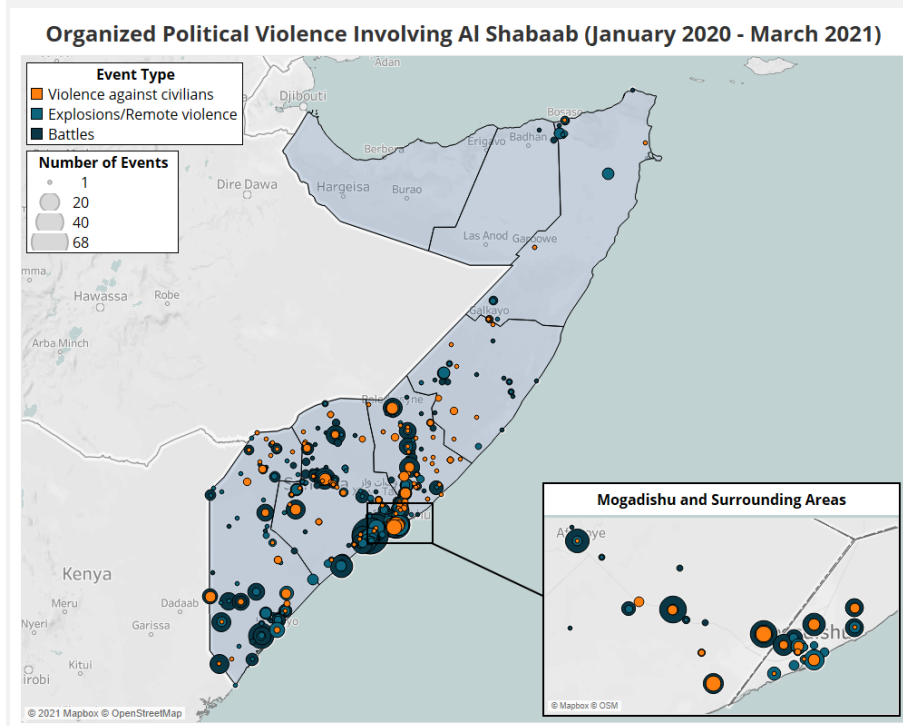 Organized Political Violence Involving Al Shabaab (January 2020 - March 2021)
Event Type
Violence against civilians
Explosions/Remote violence
Battles
Number of Events
1
20
40
68
Adan
Djibouti
Bosaso
Berbera
Erigavo
Badhan
Dire Dawa
Hargeisa
Burao
Las Anod
Garoowe
Hawassa
Robe
Galkayo
Arba Minch
Kenya
Meru
Dadaab
Garissa
Nyeri
Kitui
Mogadishu and Surrounding Areas
© Mapbox © OSM
© 2021 Mapbox © OpenStreetMap